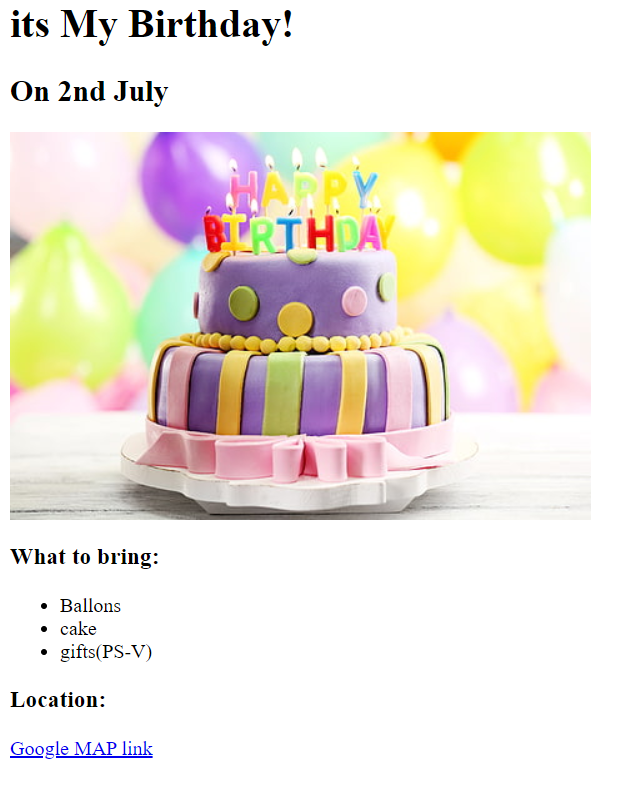 its My Birthday!
On 2nd July
HAPPY
BIRTHDAY
What to bring:
Ballons
cake
gifts(PS-V)
Location:
Google MAP link